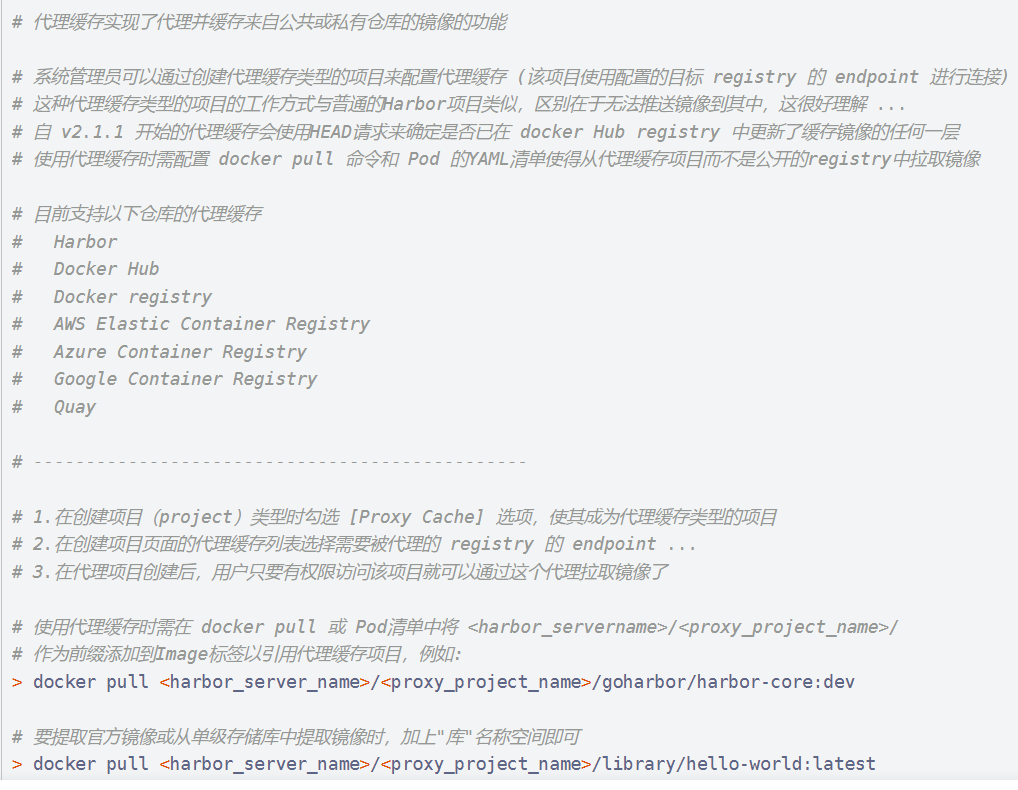 # 代理缓存实现了代理并缓存来自公共或私有仓库的镜像的功能
# 系统管理员可以通过创建代理缓存类型的项目来配置代理缓存 (该项目使用配置的目标 registry 的 endpoint 进行连接)
# 这种代理缓存类型的项目的工作方式与普通的Harbor项目类似，区别在于无法推送镜像到其中，这很好理解 ...
# 自 v2.1.1 开始的代理缓存会使用HEAD请求来确定是否已在 docker Hub registry 中更新了缓存镜像的任何一层
# 使用代理缓存时需配置 docker pull 命令和 Pod 的YAML清单使得从代理缓存项目而不是公开的registry中拉取镜像
# 目前支持以下仓库的代理缓存
#   Harbor
#   Docker Hub
#   Docker registry
#   AWS Elastic Container Registry
#   Azure Container Registry
#   Google Container Registry
#   Quay
# -----------------------------------------------
# 1.在创建项目（project）类型时勾选 [Proxy Cache] 选项，使其成为代理缓存类型的项目
# 2.在创建项目页面的代理缓存列表选择需要被代理的 registry 的 endpoint ...
# 3.在代理项目创建后，用户只要有权限访问该项目就可以通过这个代理拉取镜像了
# 使用代理缓存时需在 docker pull 或 Pod清单中将 <harbor_servername>/<proxy_project_name>/
# 作为前缀添加到Image标签以引用代理缓存项目，例如:
> docker pull <harbor_server_name>/<proxy_project_name>/goharbor/harbor-core:dev
# 要提取官方镜像或从单级存储库中提取镜像时，加上"库"名称空间即可
> docker pull <harbor_server_name>/<proxy_project_name>/library/hello-world:latest